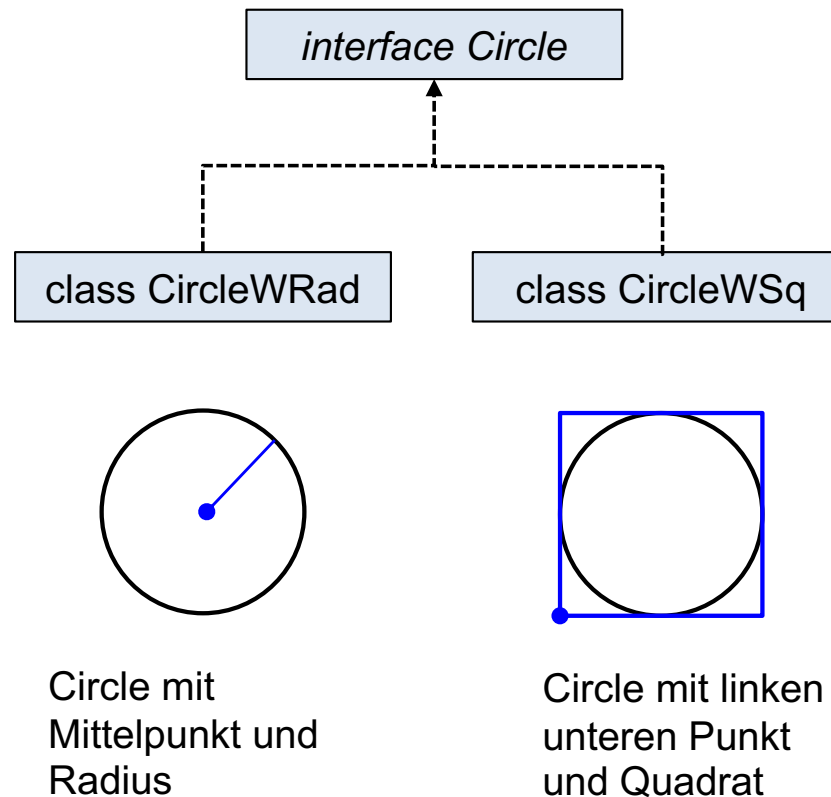 interface Circle
class CircleWRad
class CircleWSq
Circle mit
Mittelpunkt und
Radius
Circle mit linken
unteren Punkt
und Quadrat